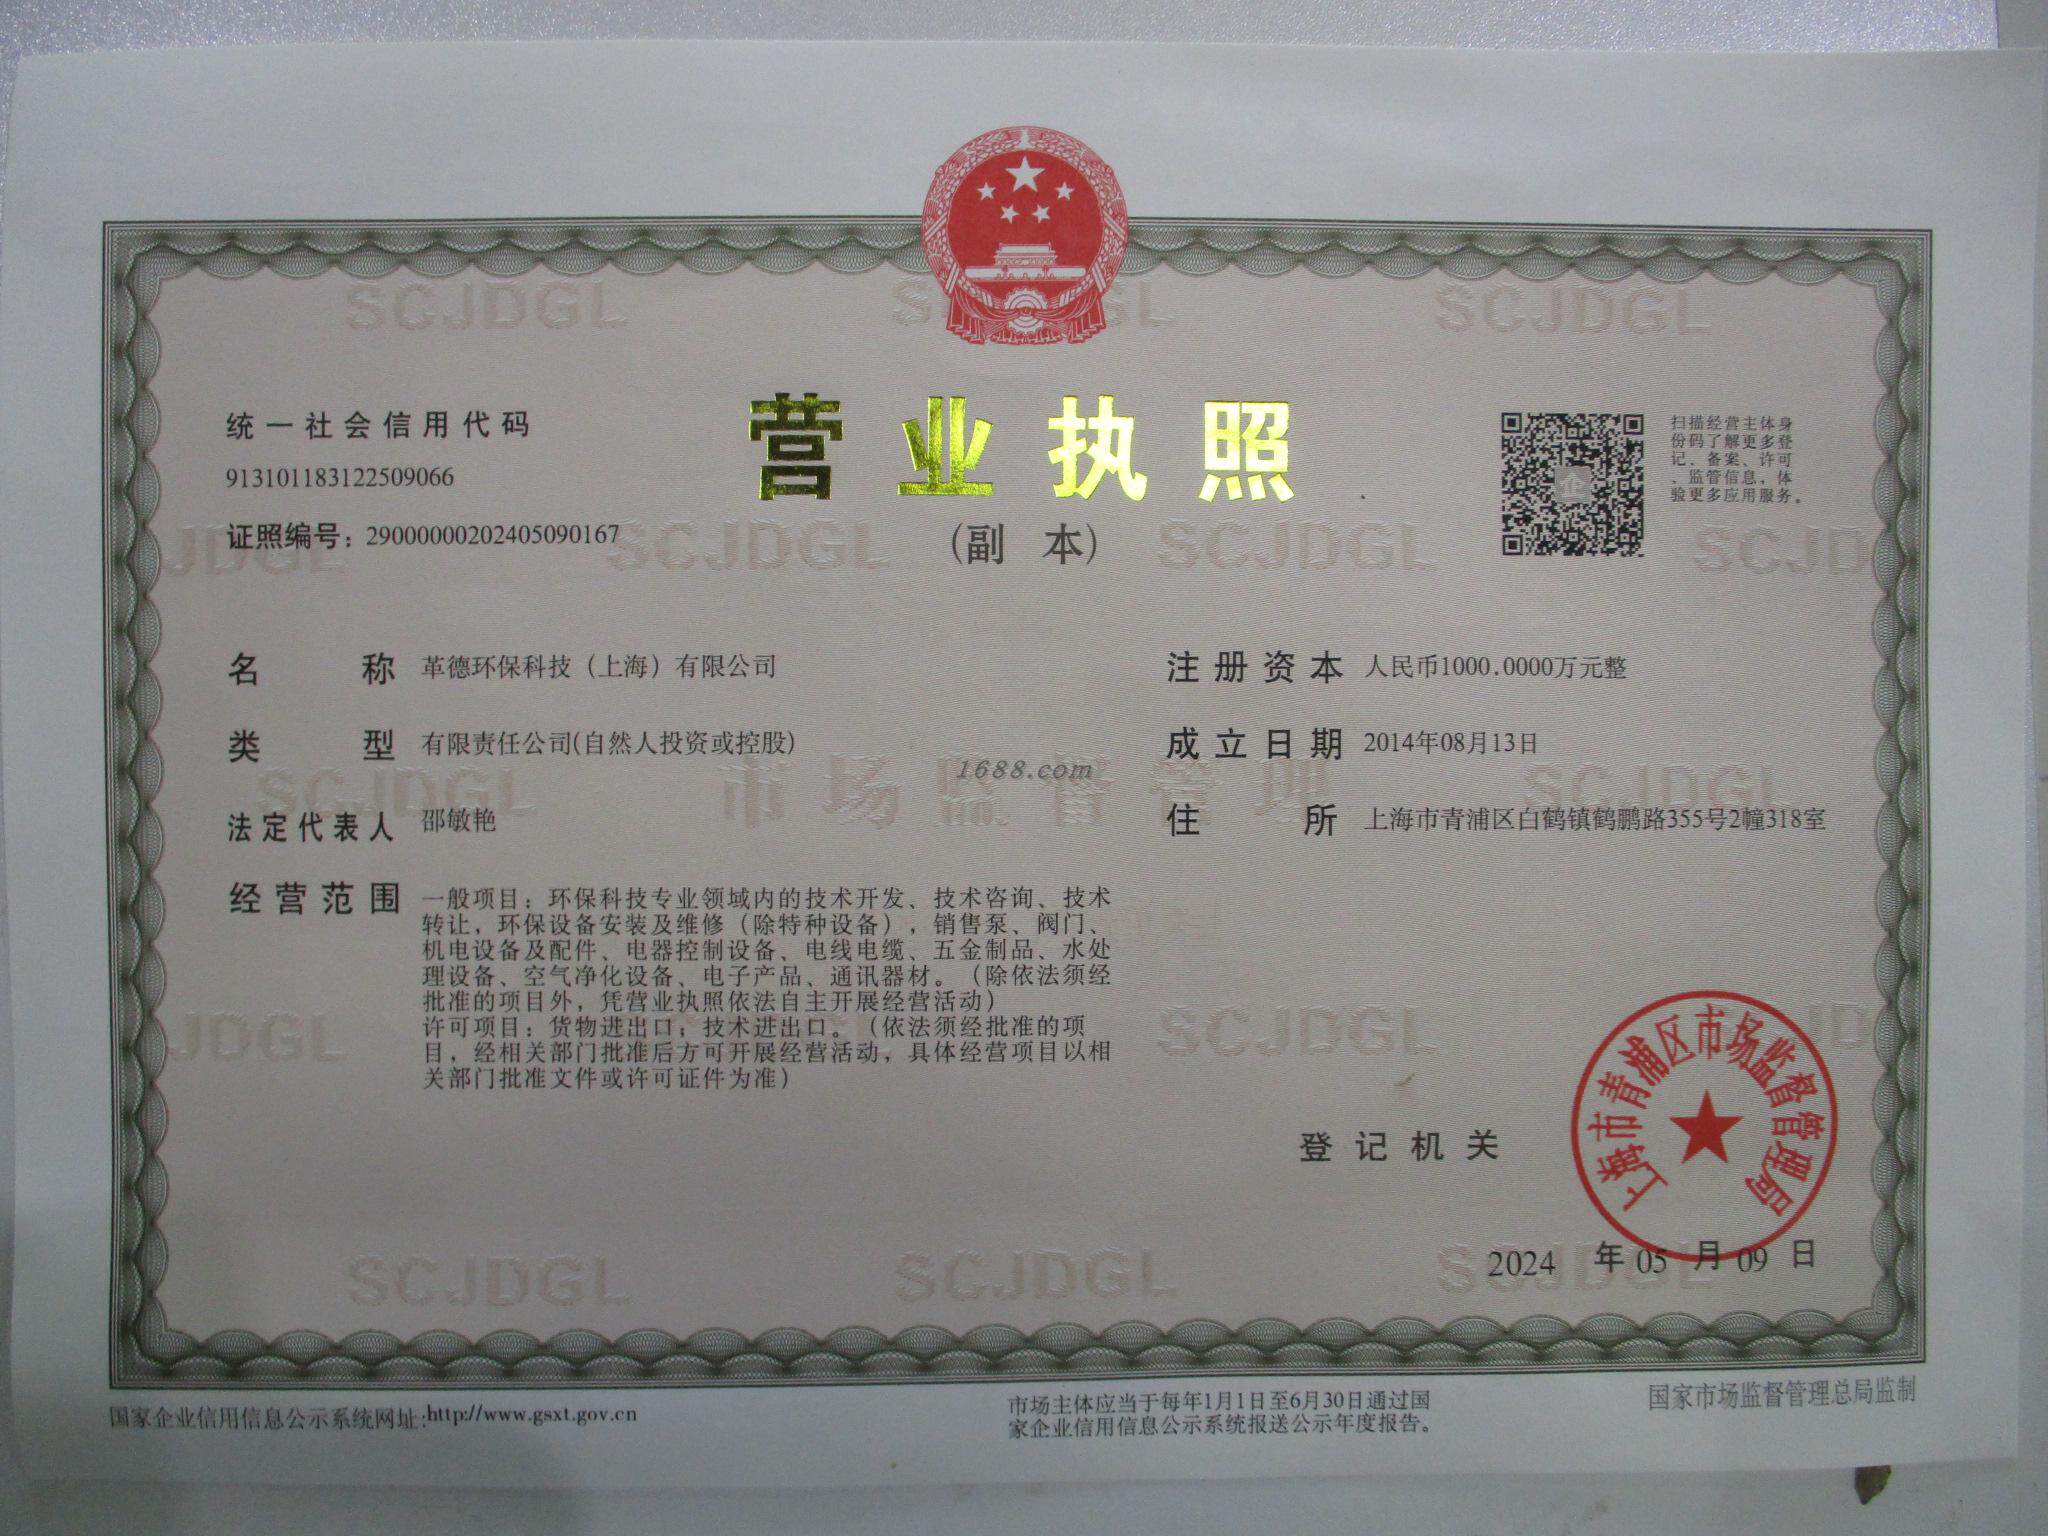 营业执照
(副 本)
统一社会信用代码
913101183122509066
证照编号：29000000202405090167
扫描经营主体身
份码了解更多登
记、备案、许可
、监管信息，体
验更多应用服务。
名 称 革德环保科技（上海）有限公司
类 型 有限责任公司(自然人投资或控股)
法定代表人 邵敏艳
经营范围 一般项目：环保科技专业领域内的技术开发、技术咨询、技术
转让，环保设备安装及维修（除特种设备），销售泵、阀门、
机电设备及配件、电器控制设备、电线电缆、五金制品、水处
理设备、空气净化设备、电子产品、通讯器材。（除依法须经
批准的项目外，凭营业执照依法自主开展经营活动）
许可项目：货物进出口；技术进出口。（依法须经批准的项
目，经相关部门批准后方可开展经营活动，具体经营项目以相
关部门批准文件或许可证件为准）
注册资本 人民币1000.0000万元整
成立日期 2014年08月13日
住 所 上海市青浦区白鹤镇鹤鹏路355号2幢318室
SCJDGL
市场监督管理
1688.com
登记机关
上海市青浦区市场监督管理局
2024 年 05 月 09 日
国家企业信用信息公示系统网址:http://www.gsxt.gov.cn
市场主体应当于每年1月1日至6月30日通过国
家企业信用信息公示系统报送公示年度报告。
国家市场监督管理总局监制